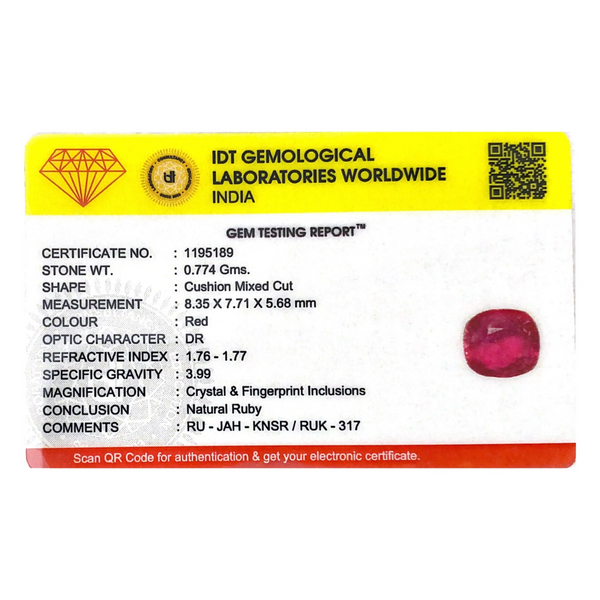 IDT GEMOLOGICAL
LABORATORIES WORLDWIDE
INDIA
GEM TESTING REPORT™
CERTIFICATE NO. : 1195189
STONE WT. : 0.774 Gms.
SHAPE : Cushion Mixed Cut
MEASUREMENT : 8.35 X 7.71 X 5.68 mm
COLOUR : Red
OPTIC CHARACTER : DR
REFRACTIVE INDEX : 1.76 - 1.77
SPECIFIC GRAVITY : 3.99
MAGNIFICATION : Crystal & Fingerprint Inclusions
CONCLUSION : Natural Ruby
COMMENTS : RU - JAH - KNSR / RUK - 317
Scan QR Code for authentication & get your electronic certificate.